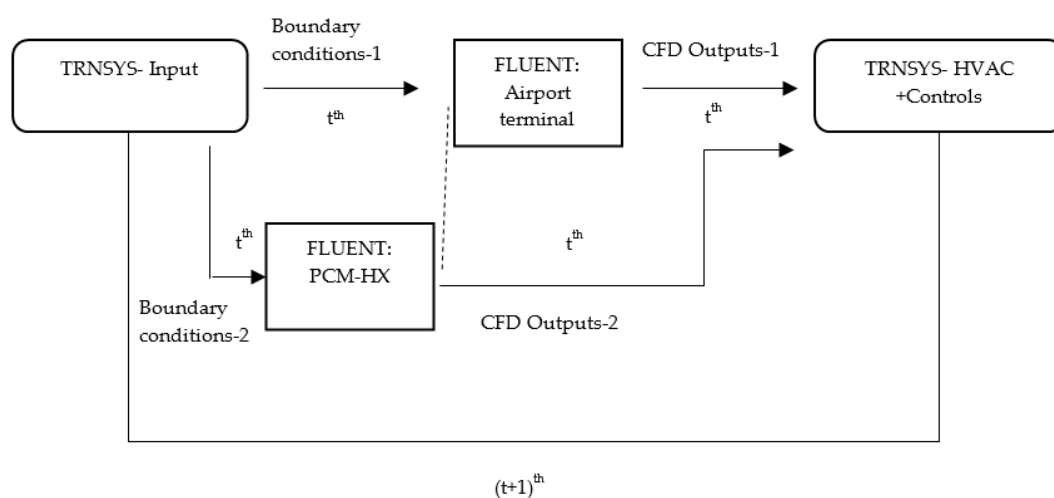 TRNSYS- Input
Boundary
conditions-1
t^th
FLUENT:
Airport
terminal
CFD Outputs-1
t^th
TRNSYS- HVAC
+Controls
t^th
Boundary
conditions-2
FLUENT:
PCM-HX
t^th
CFD Outputs-2
(t+1)^th